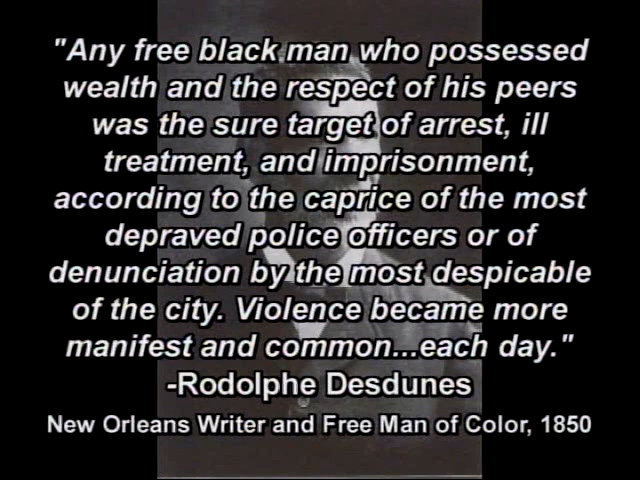 "Any free black man who possessed
wealth and the respect of his peers
was the sure target of arrest, ill
treatment, and imprisonment,
according to the caprice of the most
depraved police officers or of
denunciation by the most despicable
of the city. Violence became more
manifest and common...each day."
-Rodolphe Desdunes
New Orleans Writer and Free Man of Color, 1850